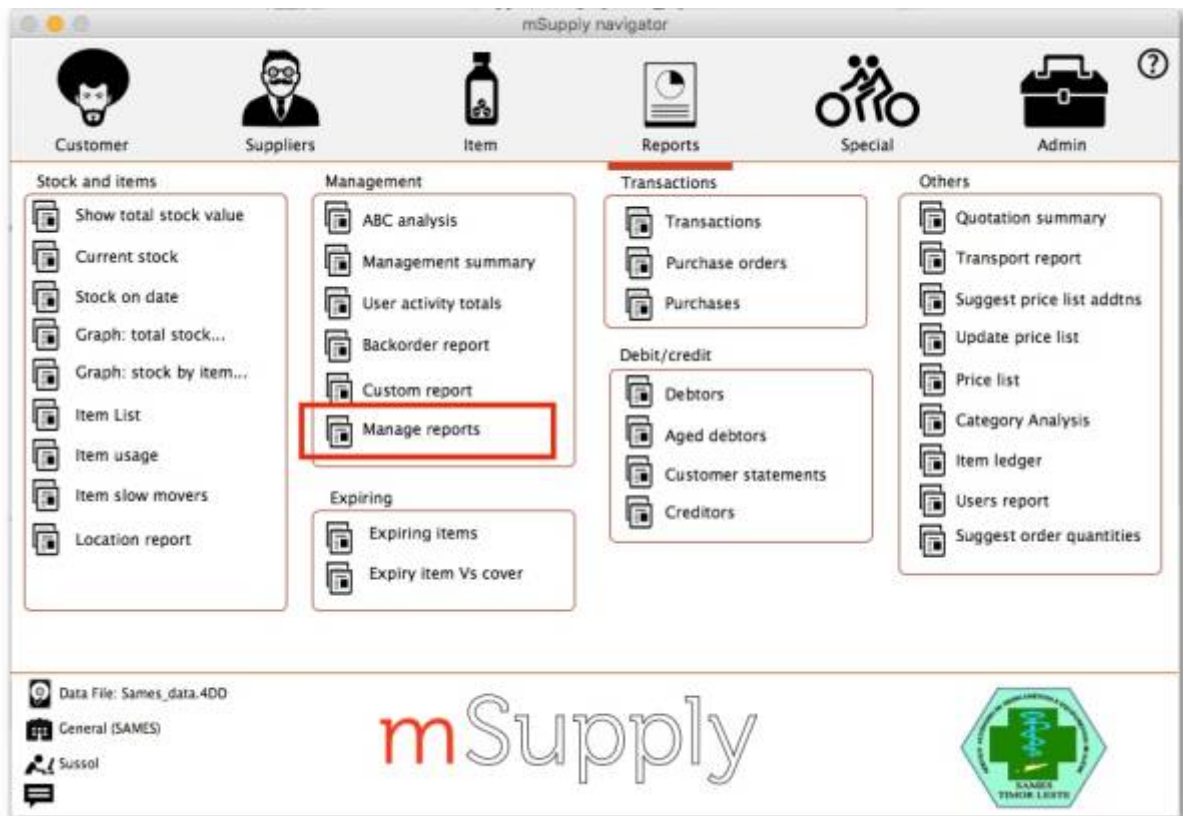 mSupply navigator
Customer
Suppliers
Item
Reports
Special
Admin
?
Stock and items
Show total stock value
Current stock
Stock on date
Graph: total stock...
Graph: stock by item...
Item List
Item usage
Item slow movers
Location report
Management
ABC analysis
Management summary
User activity totals
Backorder report
Custom report
Manage reports
Expiring
Expiring items
Expiry item Vs cover
Transactions
Transactions
Purchase orders
Purchases
Debit/credit
Debtors
Aged debtors
Customer statements
Creditors
Others
Quotation summary
Transport report
Suggest price list addtns
Update price list
Price list
Category Analysis
Item ledger
Users report
Suggest order quantities
Data File: Sames_data.4DD
General (SAMES)
Sussol
mSupply
SAMES
TIMOR LESTE